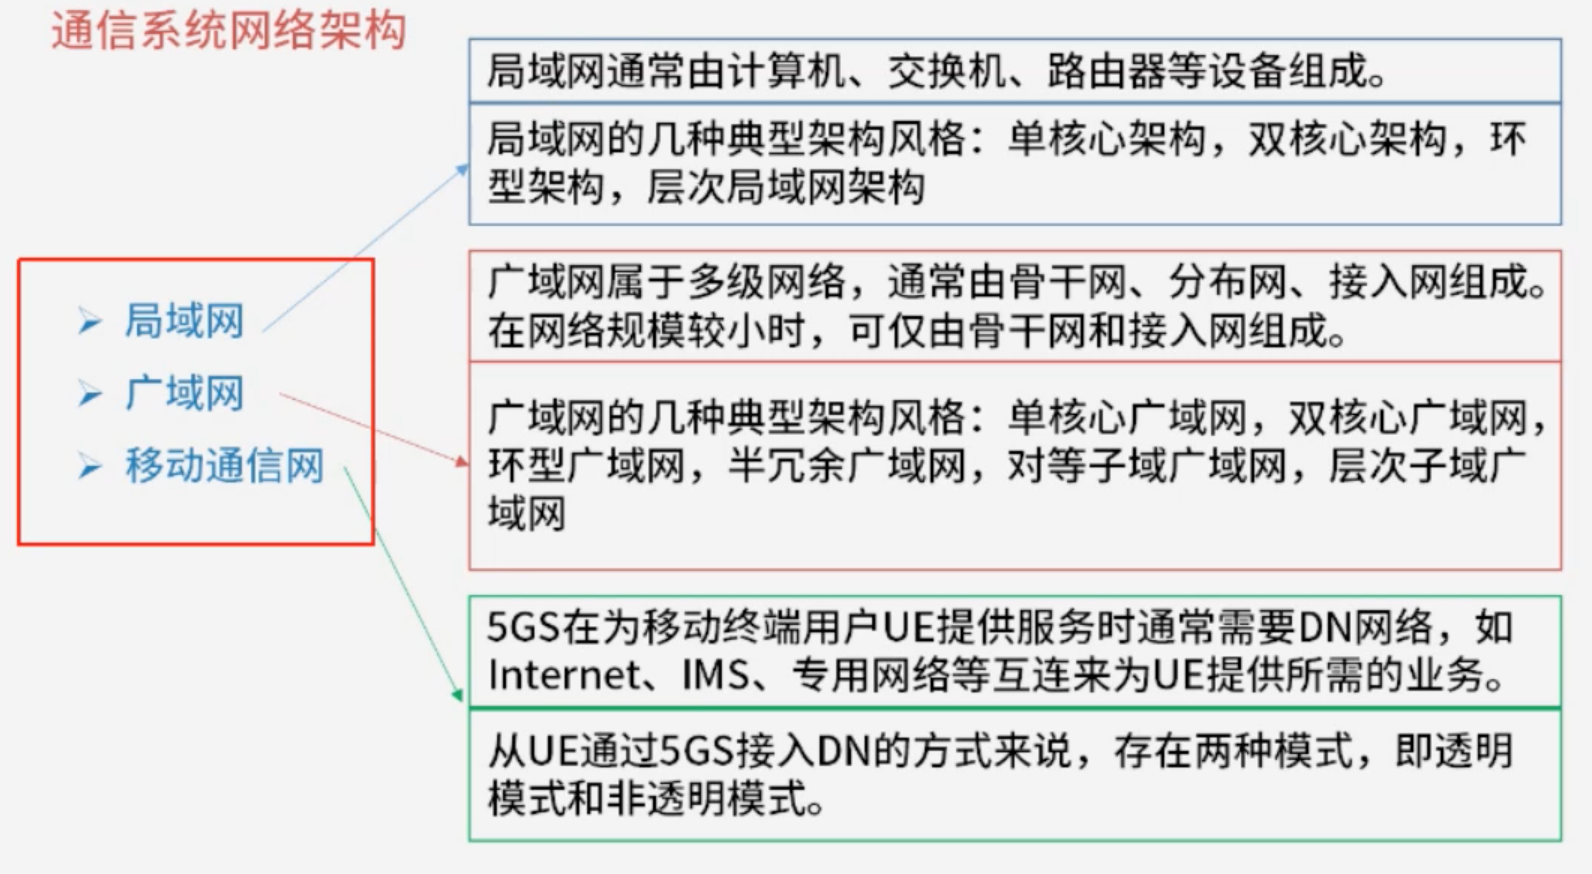 通信系统网络架构
局域网通常由计算机、交换机、路由器等设备组成。
局域网的几种典型架构风格：单核心架构，双核心架构，环
型架构，层次局域网架构
局域网
广域网
移动通信网
广域网属于多级网络，通常由骨干网、分布网、接入网组成。
在网络规模较小时，可仅由骨干网和接入网组成。
广域网的几种典型架构风格：单核心广域网，双核心广域网，
环型广域网，半冗余广域网，对等子域广域网，层次子域广
域网
5GS在为移动终端用户UE提供服务时通常需要DN网络，如
Internet、IMS、专用网络等互连来为UE提供所需的业务。
从UE通过5GS接入DN的方式来说，存在两种模式，即透明
模式和非透明模式。